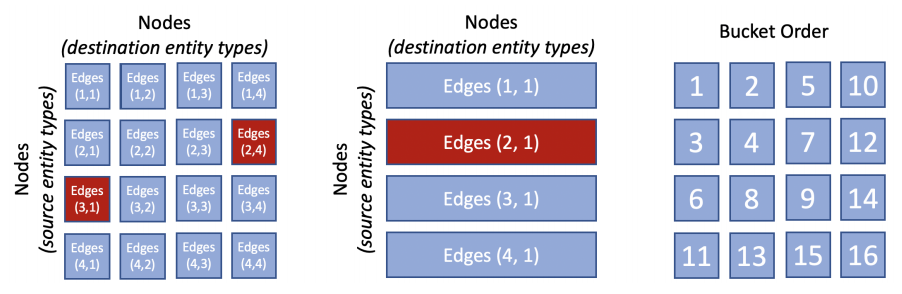 Nodes
(destination entity types)
Nodes
(source entity types)
Edges
(1,1)
Edges
(1,2)
Edges
(1,3)
Edges
(1,4)
Edges
(2,1)
Edges
(2,2)
Edges
(2,3)
Edges
(2,4)
Edges
(3,1)
Edges
(3,2)
Edges
(3,3)
Edges
(3,4)
Edges
(4,1)
Edges
(4,2)
Edges
(4,3)
Edges
(4,4)
Nodes
(destination entity types)
Nodes
(source entity types)
Edges (1, 1)
Edges (2, 1)
Edges (3, 1)
Edges (4, 1)
Bucket Order
1 2 5 10
3 4 7 12
6 8 9 14
11 13 15 16